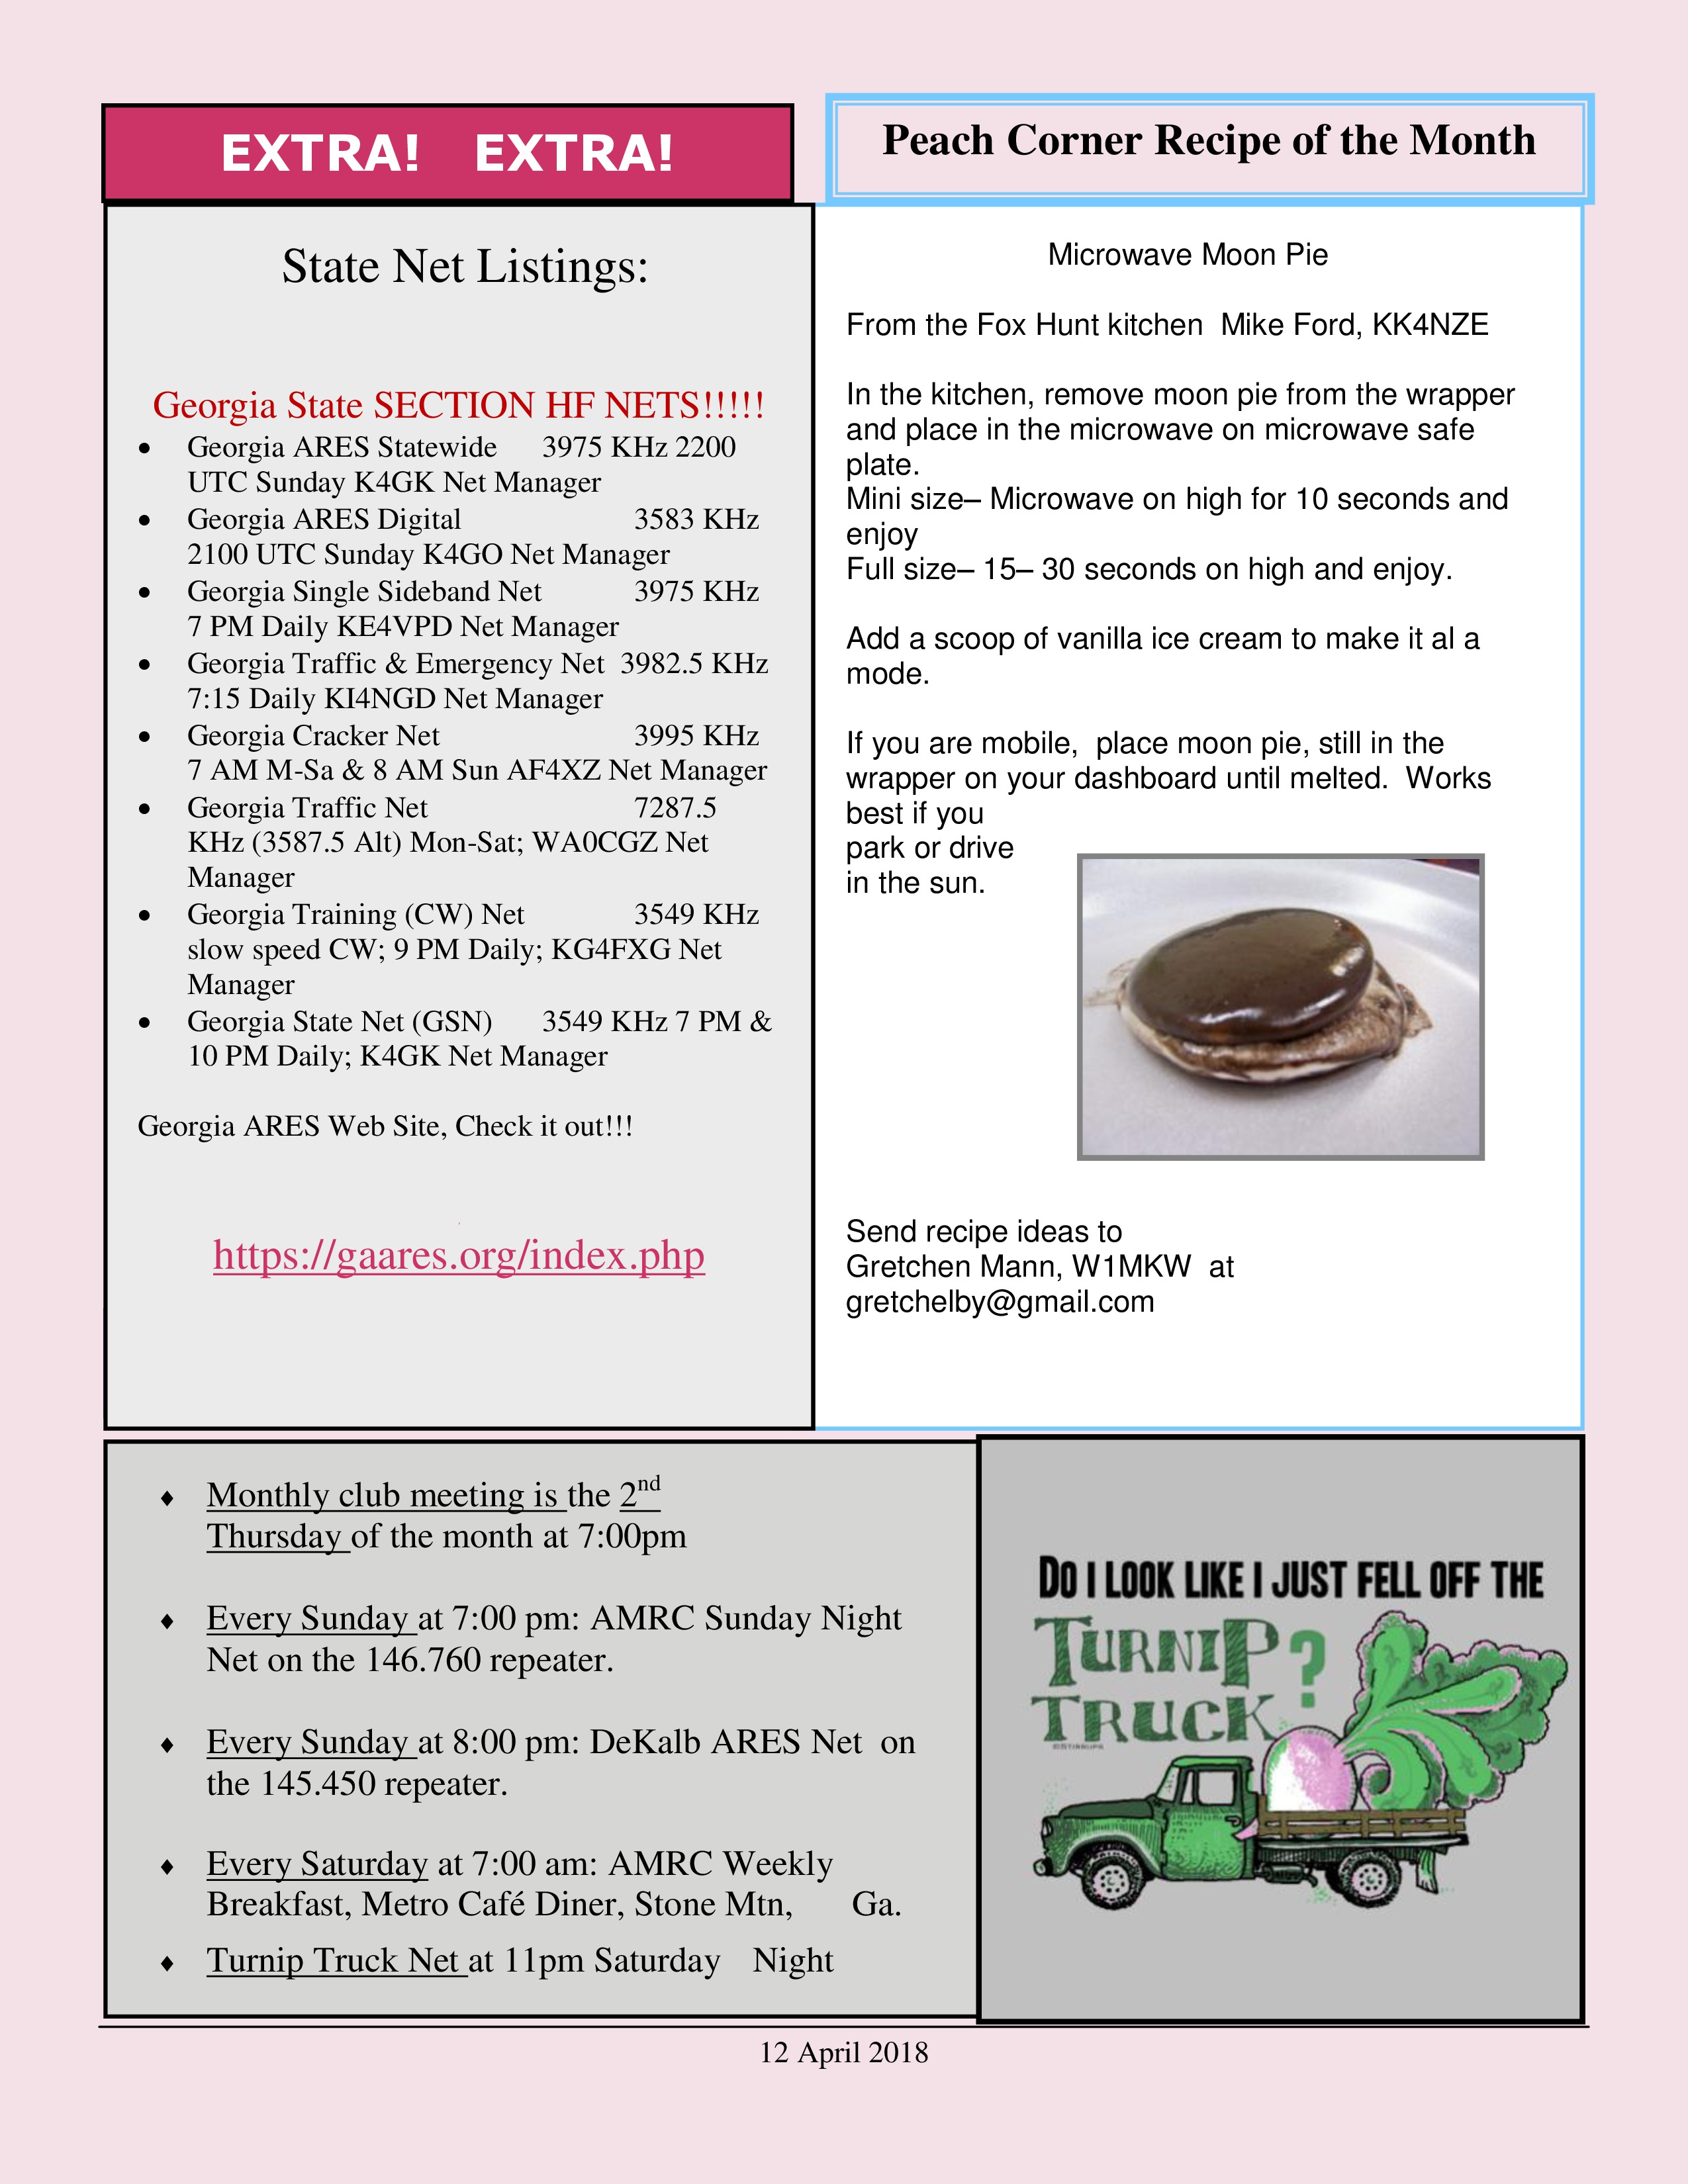 EXTRA! EXTRA!
State Net Listings:
Georgia State SECTION HF NETS!!!!!
• Georgia ARES Statewide 3975 KHz 2200
UTC Sunday K4GK Net Manager
• Georgia ARES Digital 3583 KHz
2100 UTC Sunday K4GO Net Manager
• Georgia Single Sideband Net 3975 KHz
7 PM Daily KE4VPD Net Manager
• Georgia Traffic & Emergency Net 3982.5 KHz
7:15 Daily KI4NGD Net Manager
• Georgia Cracker Net 3995 KHz
7 AM M-Sa & 8 AM Sun AF4XZ Net Manager
• Georgia Traffic Net 7287.5
KHz (3587.5 Alt) Mon-Sat; WA0CGZ Net
Manager
• Georgia Training (CW) Net 3549 KHz
slow speed CW; 9 PM Daily; KG4FXG Net
Manager
• Georgia State Net (GSN) 3549 KHz 7 PM &
10 PM Daily; K4GK Net Manager
Georgia ARES Web Site, Check it out!!!
https://gaares.org/index.php
Peach Corner Recipe of the Month
Microwave Moon Pie
From the Fox Hunt kitchen Mike Ford, KK4NZE
In the kitchen, remove moon pie from the wrapper
and place in the microwave on microwave safe
plate.
Mini size– Microwave on high for 10 seconds and
enjoy
Full size– 15– 30 seconds on high and enjoy.
Add a scoop of vanilla ice cream to make it al a
mode.
If you are mobile, place moon pie, still in the
wrapper on your dashboard until melted. Works
best if you
park or drive
in the sun.
Send recipe ideas to
Gretchen Mann, W1MKW at
gretchelby@gmail.com
♦ Monthly club meeting is the 2nd
Thursday of the month at 7:00pm
♦ Every Sunday at 7:00 pm: AMRC Sunday Night
Net on the 146.760 repeater.
♦ Every Sunday at 8:00 pm: DeKalb ARES Net on
the 145.450 repeater.
♦ Every Saturday at 7:00 am: AMRC Weekly
Breakfast, Metro Café Diner, Stone Mtn, Ga.
♦ Turnip Truck Net at 11pm Saturday Night
DO I LOOK LIKE I JUST FELL OFF THE
TURNIP
TRUCK?
12 April 2018